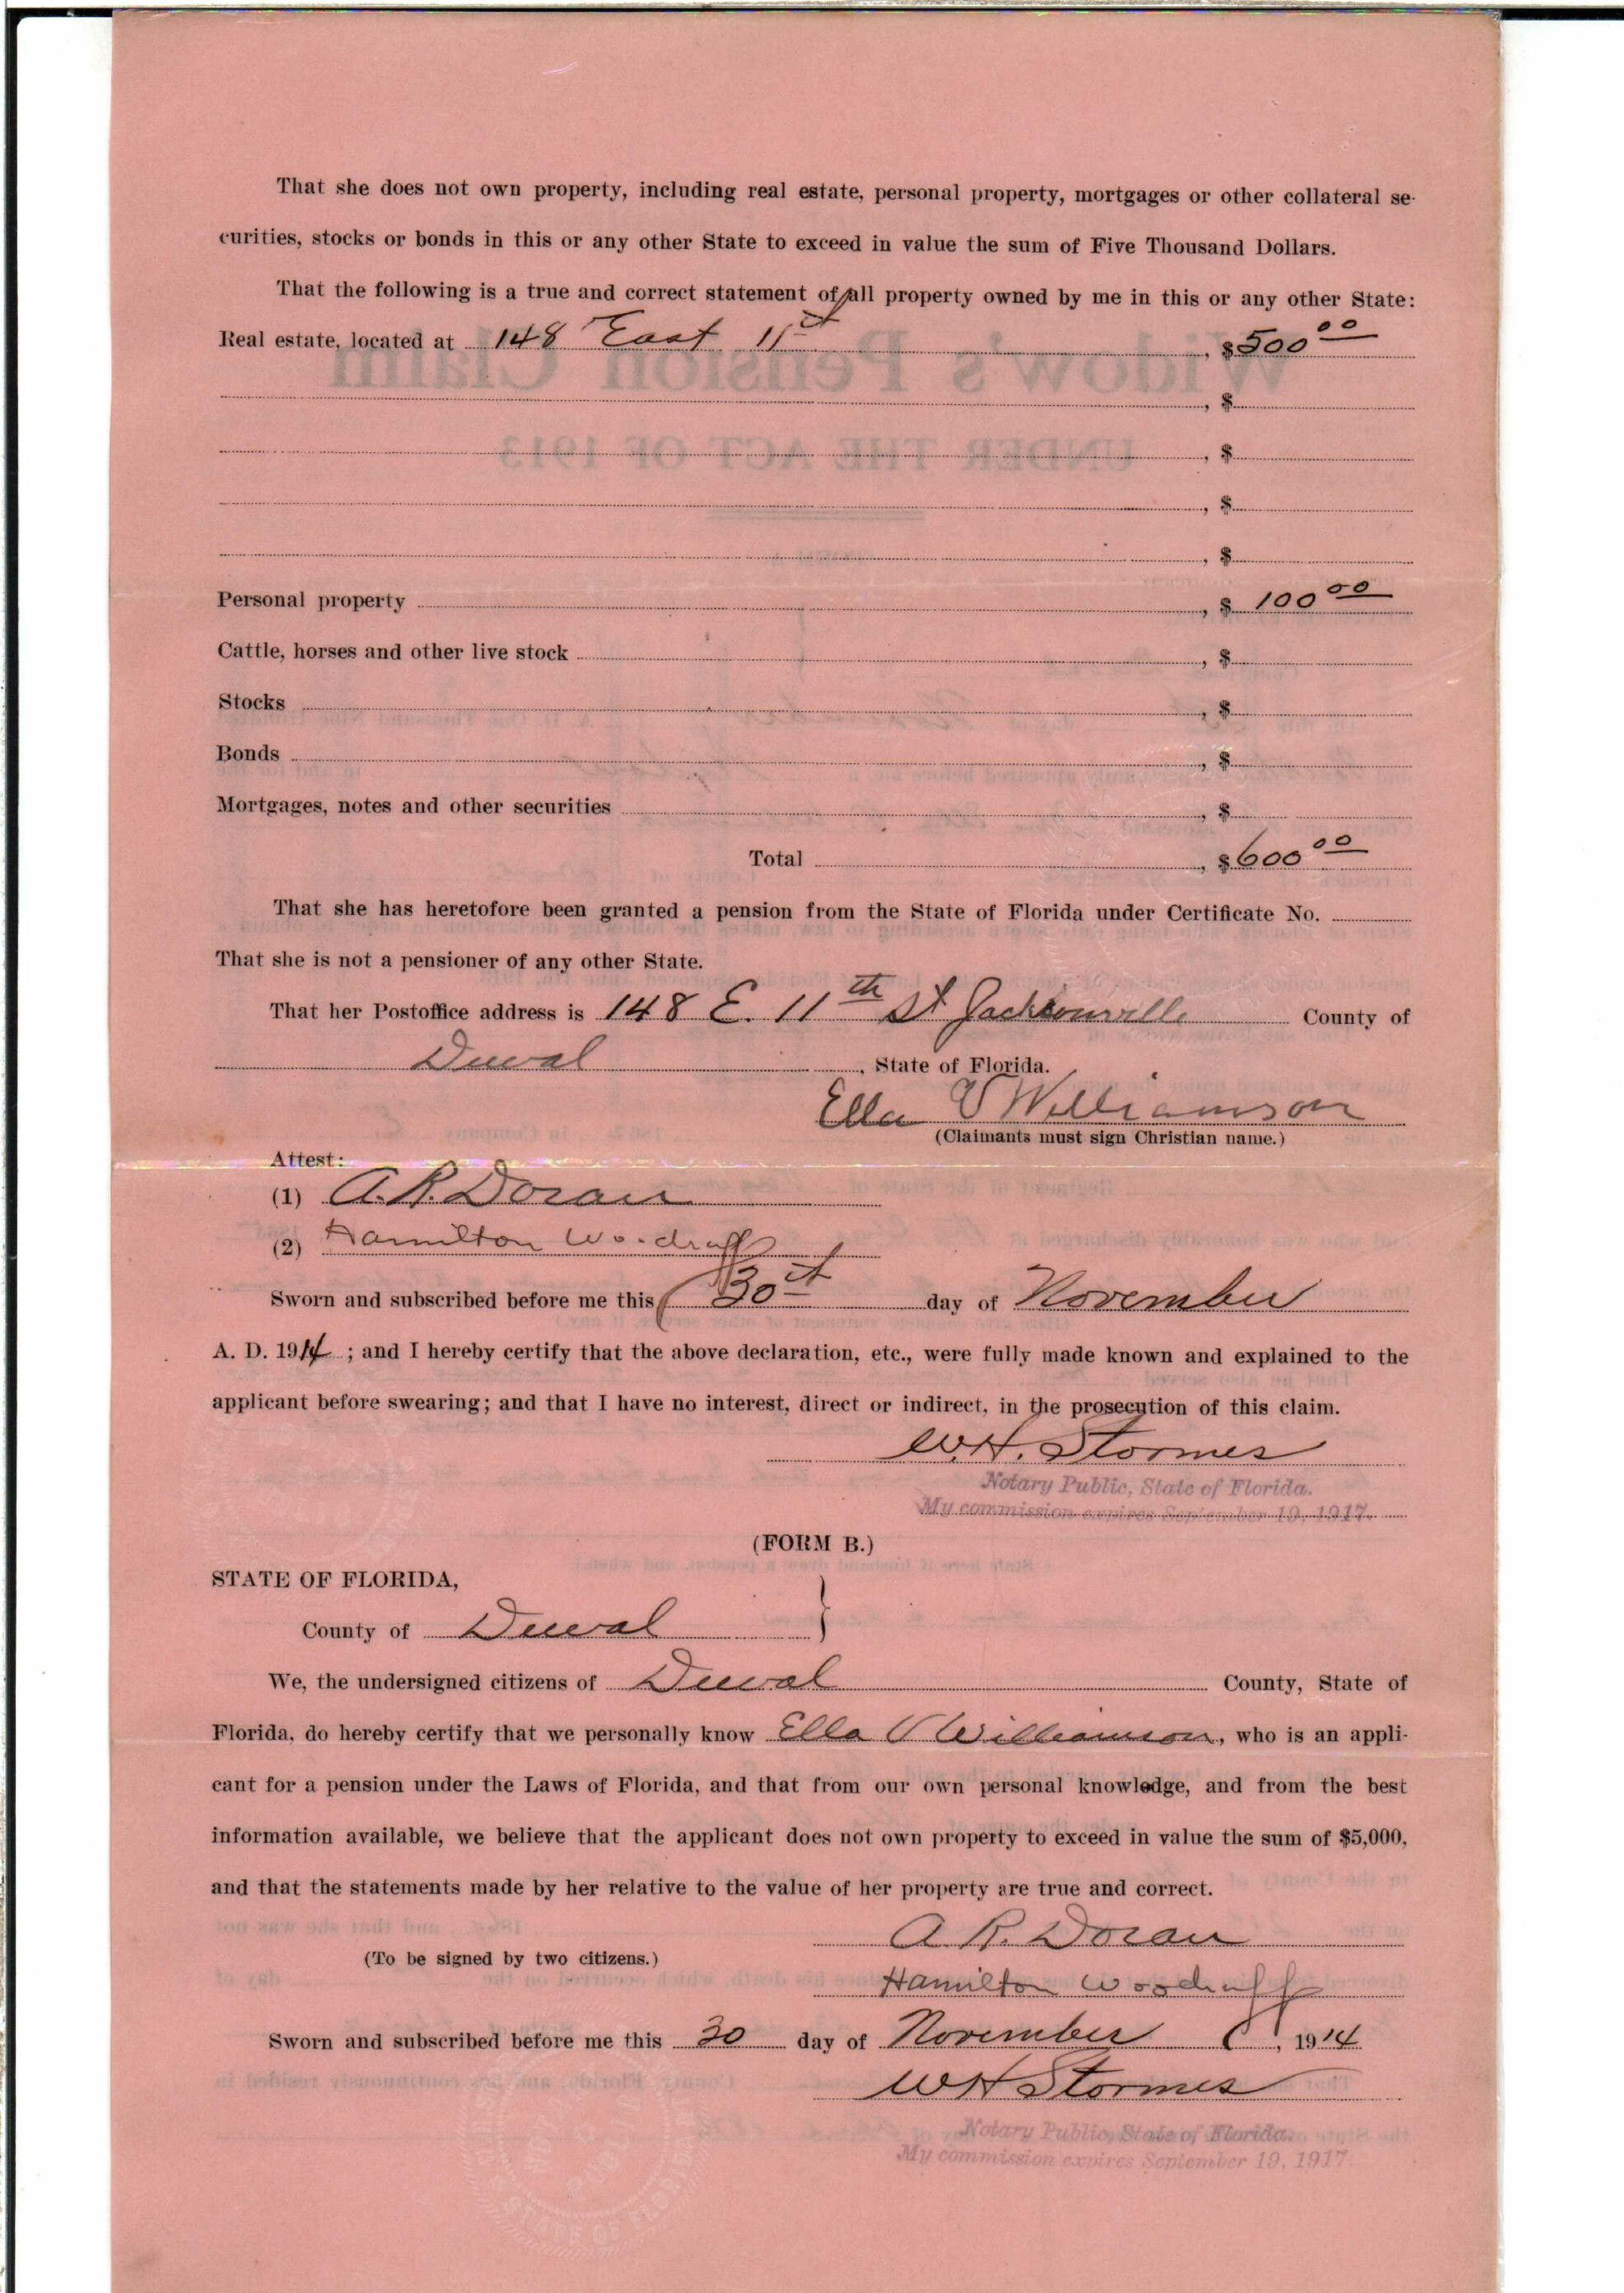 That she does not own property, including real estate, personal property, mortgages or other collateral se-
curities, stocks or bonds in this or any other State to exceed in value the sum of Five Thousand Dollars.
That the following is a true and correct statement of all property owned by me in this or any other State:
Real estate, located at 148 East 11st, $500.00
, $
, $
, $
, $
Personal property, $100.00
Cattle, horses and other live stock, $
Stocks, $
Bonds, $
Mortgages, notes and other securities, $
Total, $600.00
That she has heretofore been granted a pension from the State of Florida under Certificate No.
That she is not a pensioner of any other State.
That her Postoffice address is 148 E. 11th St Jacksonville County of
Duval, State of Florida.
Ella V Williamson
(Claimants must sign Christian name.)
Attest:
(1) A. R. Doran
(2) Hamilton Woodruff
Sworn and subscribed before me this 30st day of November
A. D. 1914; and I hereby certify that the above declaration, etc., were fully made known and explained to the
applicant before swearing; and that I have no interest, direct or indirect, in the prosecution of this claim.
W.H. Stormes
Notary Public, State of Florida.
My commission expires September 19, 1917.
(FORM B.)
STATE OF FLORIDA,
County of Duval
We, the undersigned citizens of Duval County, State of
Florida, do hereby certify that we personally know Ella V Williamson, who is an appli-
cant for a pension under the Laws of Florida, and that from our own personal knowledge, and from the best
information available, we believe that the applicant does not own property to exceed in value the sum of $5,000,
and that the statements made by her relative to the value of her property are true and correct.
A R. Doran
(To be signed by two citizens.)
Hamilton Woodruff
Sworn and subscribed before me this 30 day of November, 1914
W H Stormes
Notary Public, State of Florida.
My commission expires September 19, 1917.